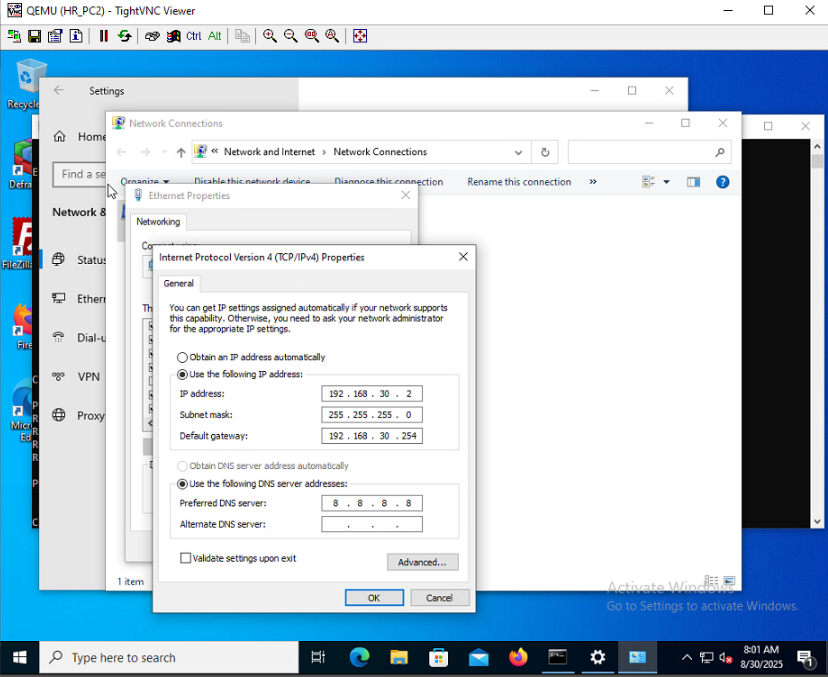 QEMU (HR_PC2) - TightVNC Viewer
Ctrl Alt
Recycle
Settings
Network Connections
Home
Network and Internet > Network Connections
Find a se
Organize Disable this network device Diagnose this connection Rename this connection »
Ethernet Properties
Defra
Network &
Networking
Internet Protocol Version 4 (TCP/IPv4) Properties
General
FileZilla
Status
Ethern
Dial-u
VPN
Proxy
Fire
Micr
Ed
You can get IP settings assigned automatically if your network supports
this capability. Otherwise, you need to ask your network administrator
for the appropriate IP settings.
Obtain an IP address automatically
Use the following IP address:
IP address: 192 . 168 . 30 . 2
Subnet mask: 255 . 255 . 255 . 0
Default gateway: 192 . 168 . 30 . 254
Obtain DNS server address automatically
Use the following DNS server addresses:
Preferred DNS server: 8 . 8 . 8 . 8
Alternate DNS server: . . .
Validate settings upon exit
Advanced...
OK Cancel
1 item
Activate Windows
Go to Settings to activate Windows.
Type here to search
8:01 AM
8/30/2025
1